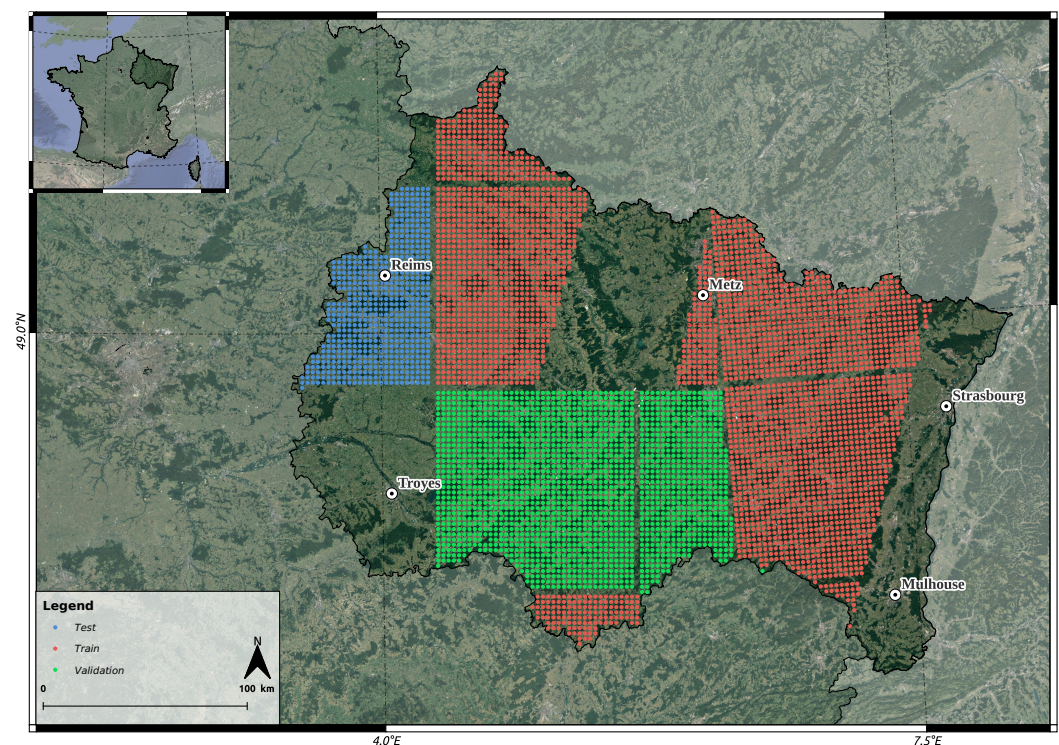 Reims
Metz
49.0°N
Strasbourg
Troyes
Mulhouse
Legend
Test
Train
Validation
N
0
100 km
4.0°E
7.5°E